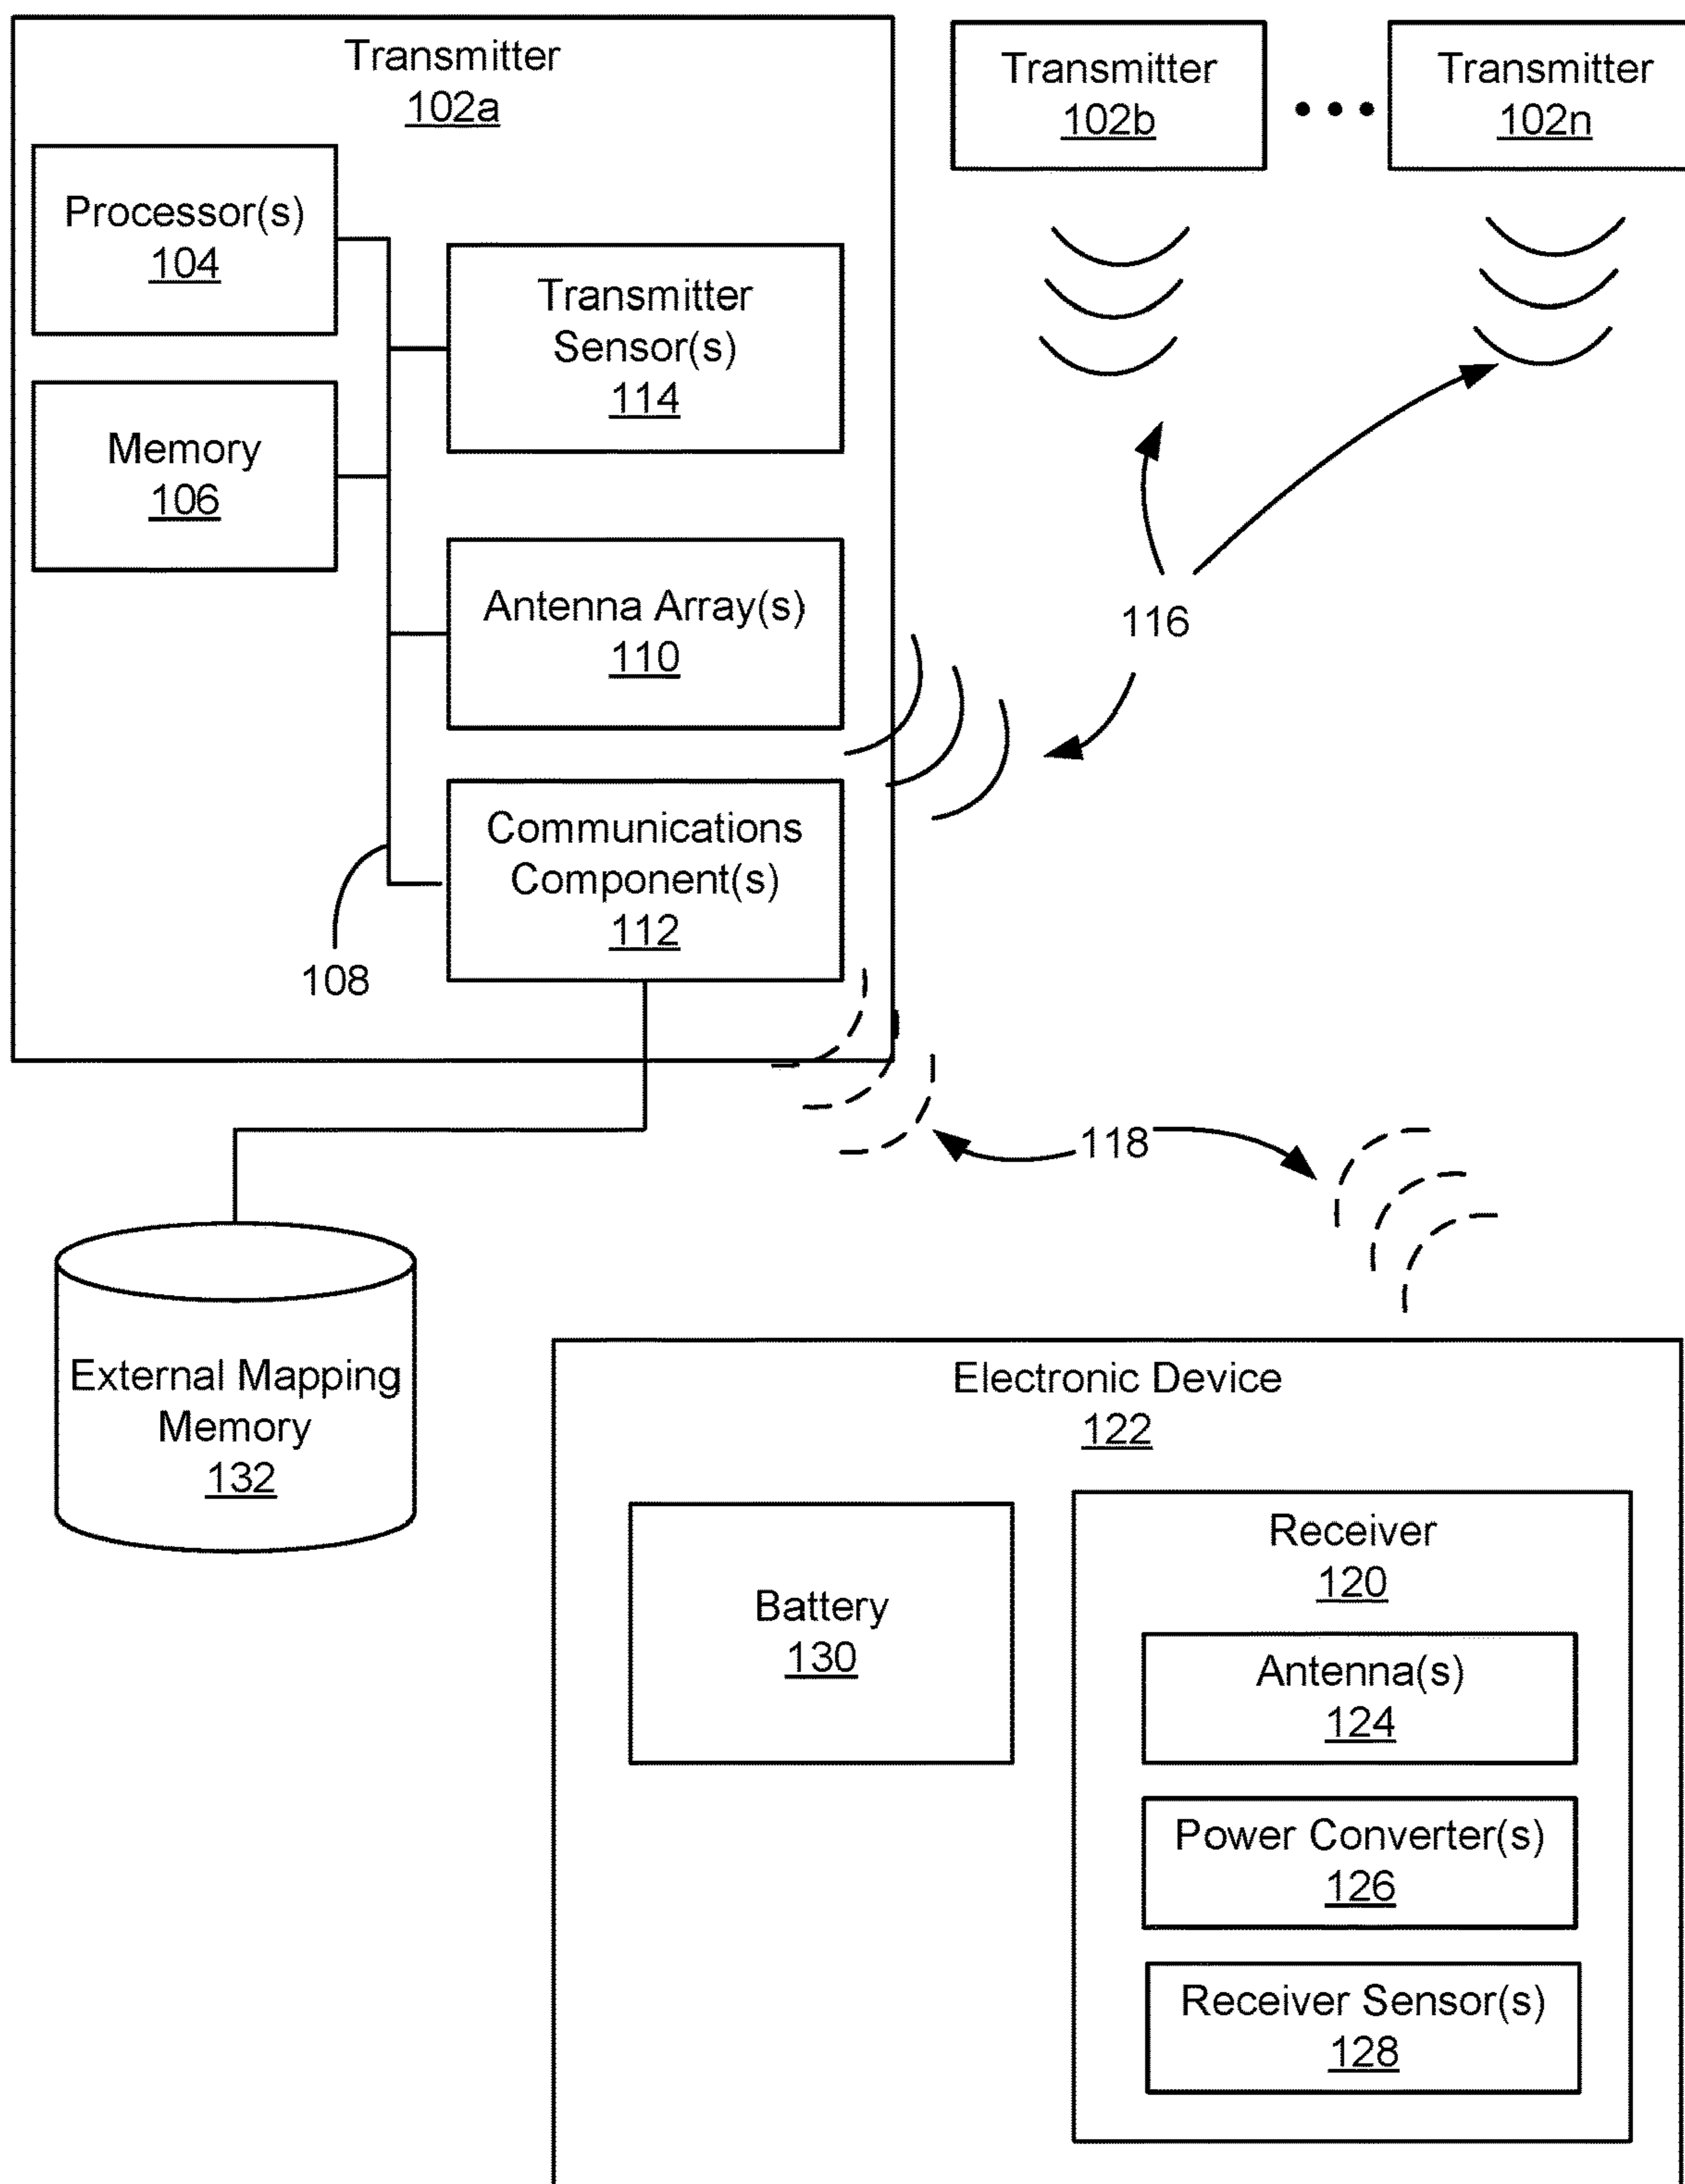 Transmitter
102a
Processor(s)
104
Memory
106
Transmitter
Sensor(s)
114
Antenna Array(s)
110
Communications
Component(s)
112
108
Transmitter
102b
Transmitter
102n
116
118
External Mapping
Memory
132
Electronic Device
122
Battery
130
Receiver
120
Antenna(s)
124
Power Converter(s)
126
Receiver Sensor(s)
128